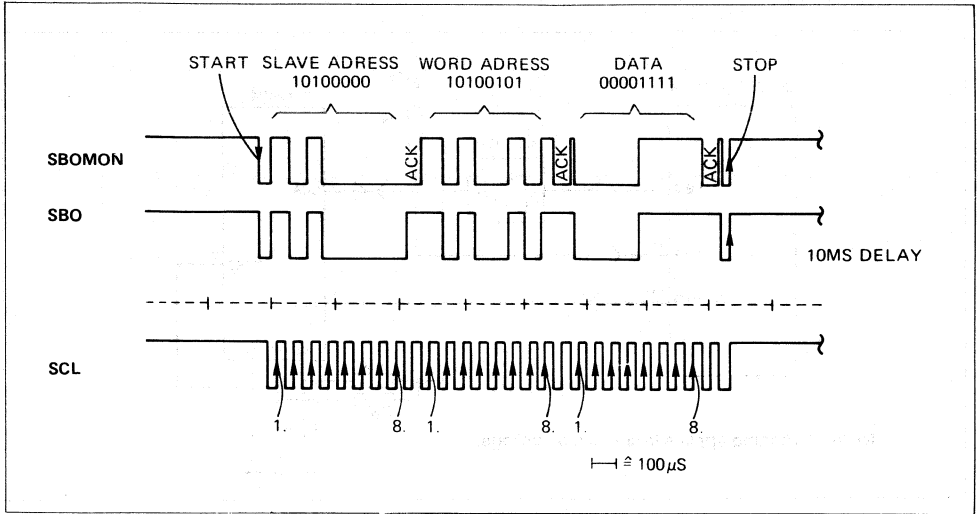 START SLAVE ADRESS WORD ADRESS DATA STOP
10100000 10100101 00001111
SBOMON ACK ACK ACK
SBO
10MS DELAY
SCL
1. 8. 1. 8. 1. 8.
≙ 100µS